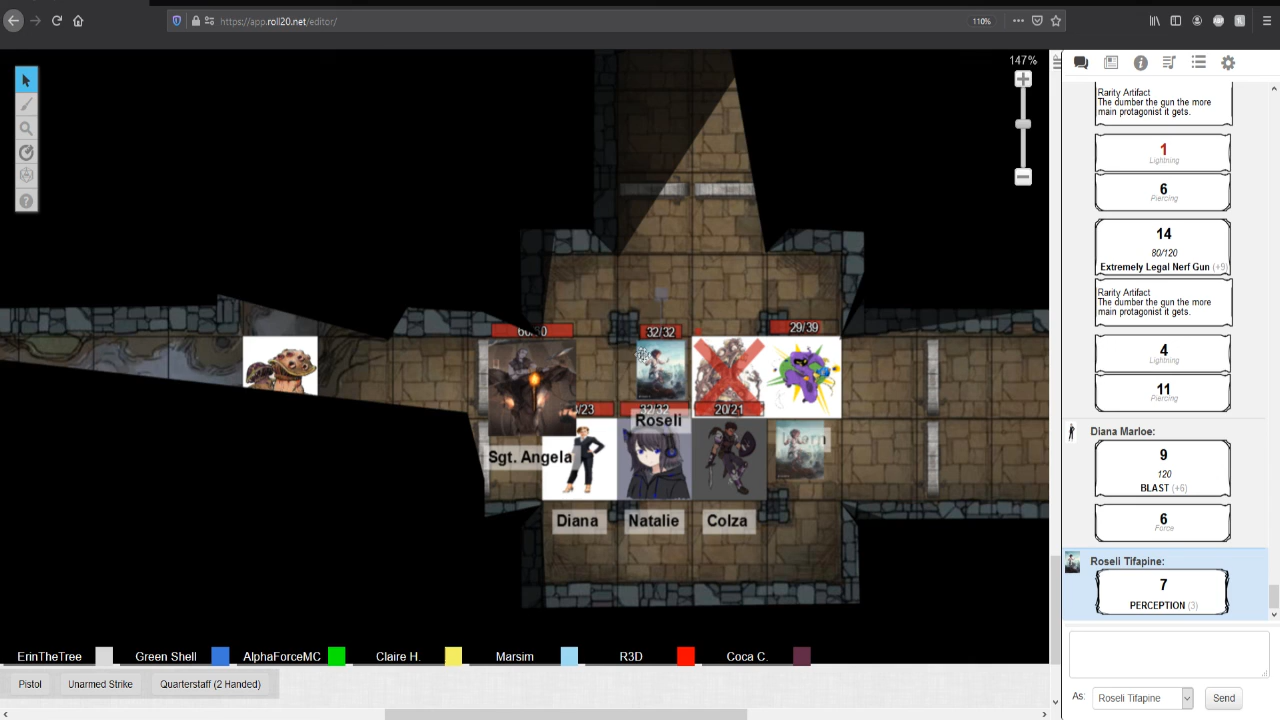 https://app.roll20.net/editor/
110%
147%
Rarity Artifact
The dumber the gun the more
main protagonist it gets.
1
Lightning
6
Piercing
14
80/120
Extremely Legal Nerf Gun (+9)
Rarity Artifact
The dumber the gun the more
main protagonist it gets.
4
Lightning
11
Piercing
Diana Marloe:
9
120
BLAST (+6)
6
Force
Roseli Tifapine:
7
PERCEPTION (3)
As:
Roseli Tifapine
Send
32/32
29/39
/23
32/32
20/21
Roseli
Sgt. Angela
Diana
Natalie
Colza
ErinTheTree
Green Shell
AlphaForceMC
Claire H.
Marsim
R3D
Coca C.
Pistol
Unarmed Strike
Quarterstaff (2 Handed)